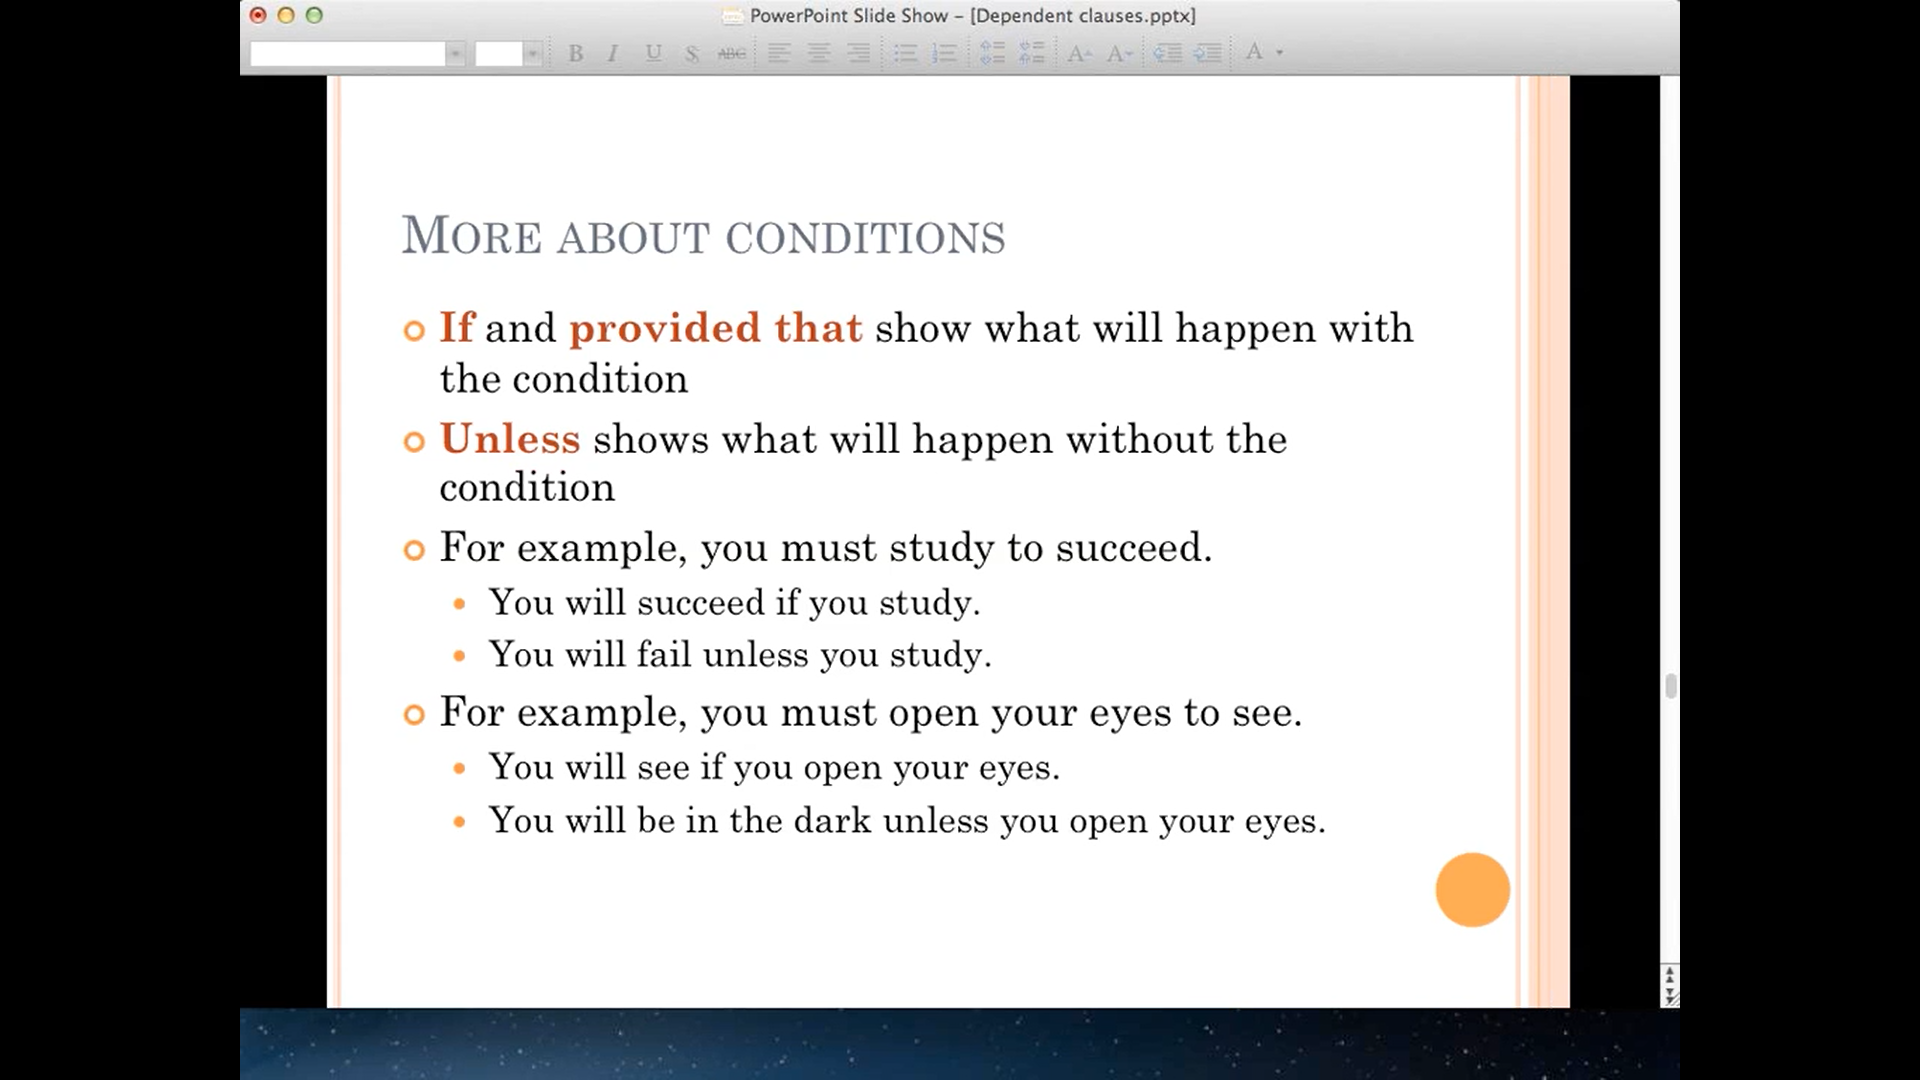 PowerPoint Slide Show – [Dependent clauses.pptx]
B I U S ABC A A A
MORE ABOUT CONDITIONS
If and provided that show what will happen with
the condition
Unless shows what will happen without the
condition
For example, you must study to succeed.
You will succeed if you study.
You will fail unless you study.
For example, you must open your eyes to see.
You will see if you open your eyes.
You will be in the dark unless you open your eyes.